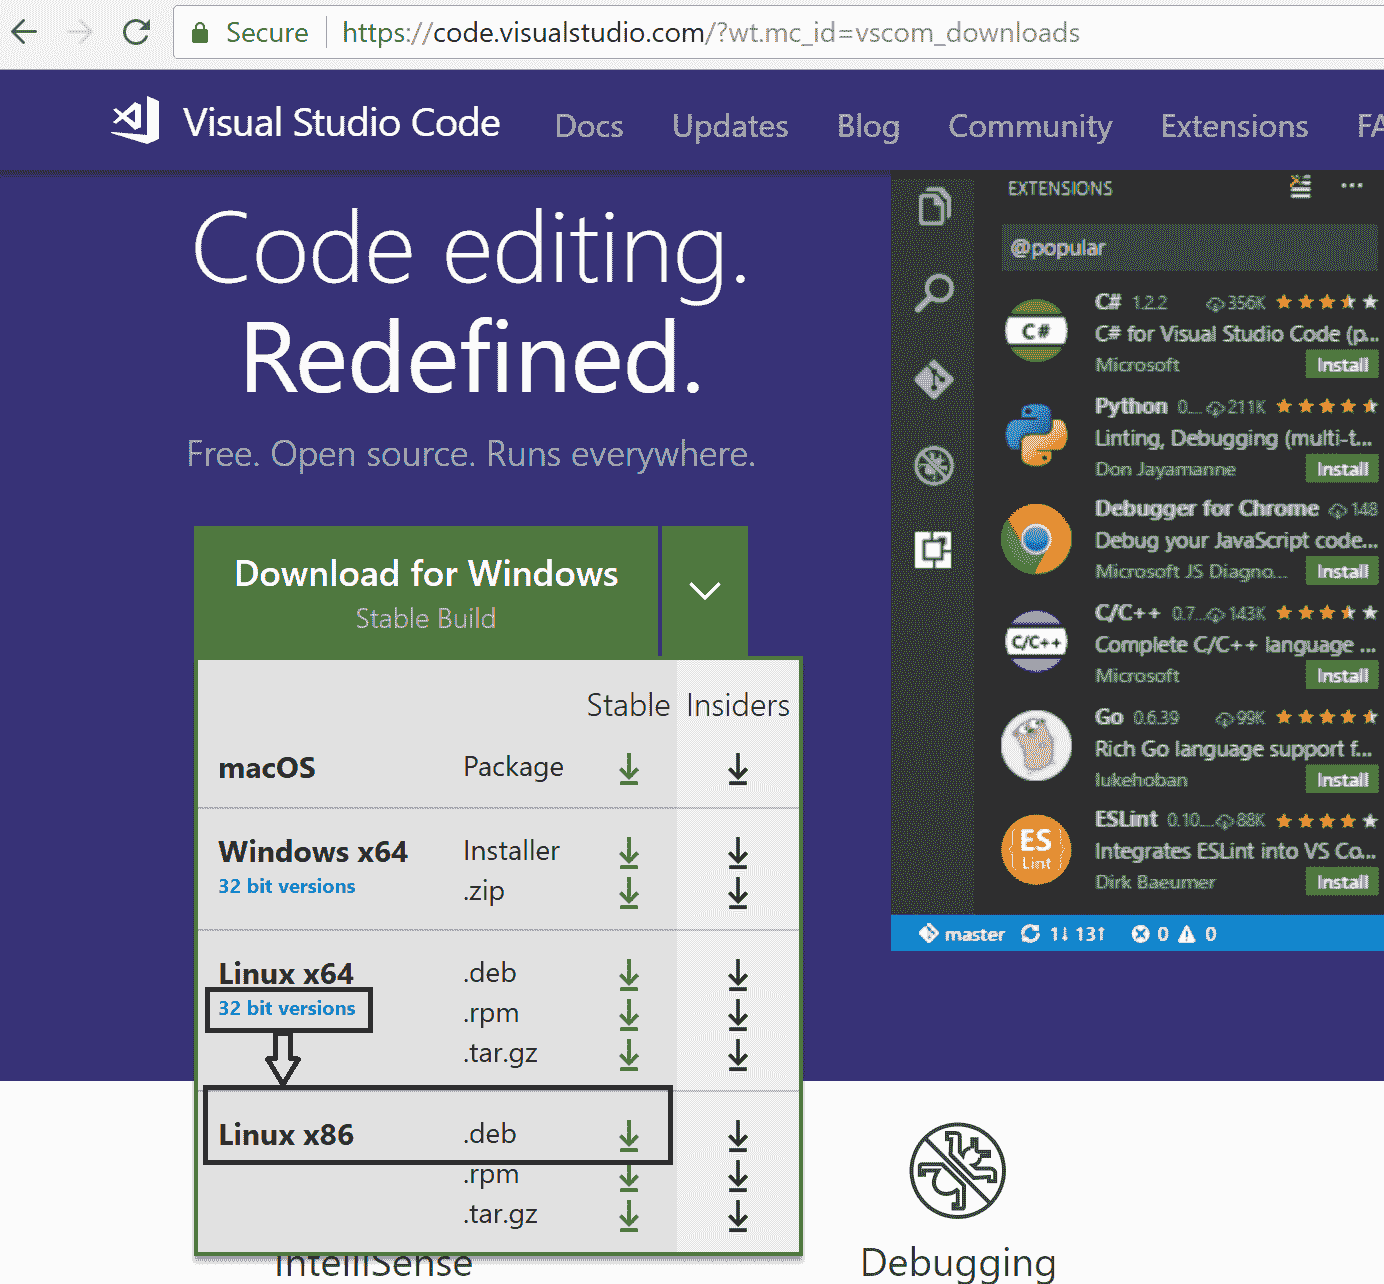 Secure https://code.visualstudio.com/?wt.mc_id=vscom_downloads
Visual Studio Code Docs Updates Blog Community Extensions FA
Code editing.
Redefined.
Free. Open source. Runs everywhere.
Download for Windows
Stable Build
Stable Insiders
macOS Package
Windows x64 Installer
32 bit versions .zip
Linux x64 .deb
32 bit versions .rpm
.tar.gz
Linux x86 .deb
.rpm
.tar.gz
IntelliSense
Debugging
EXTENSIONS ...
@popular
C# C# 1.2.2 356K
C# for Visual Studio Code (p...
Microsoft Install
Python 0.... 211K
Linting, Debugging (multi-t...
Don Jayamanne Install
Debugger for Chrome 148
Debug your JavaScript code...
Microsoft JS Diagno... Install
C/C++ C/C++ 0.7... 143K
Complete C/C++ language ...
Microsoft Install
Go 0.6.39 99K
Rich Go language support f...
lukehoban Install
ES Lint ESLint 0.10.... 88K
Integrates ESLint into VS Co...
Dirk Baeumer Install
master 1↓ 13↑ 0 0